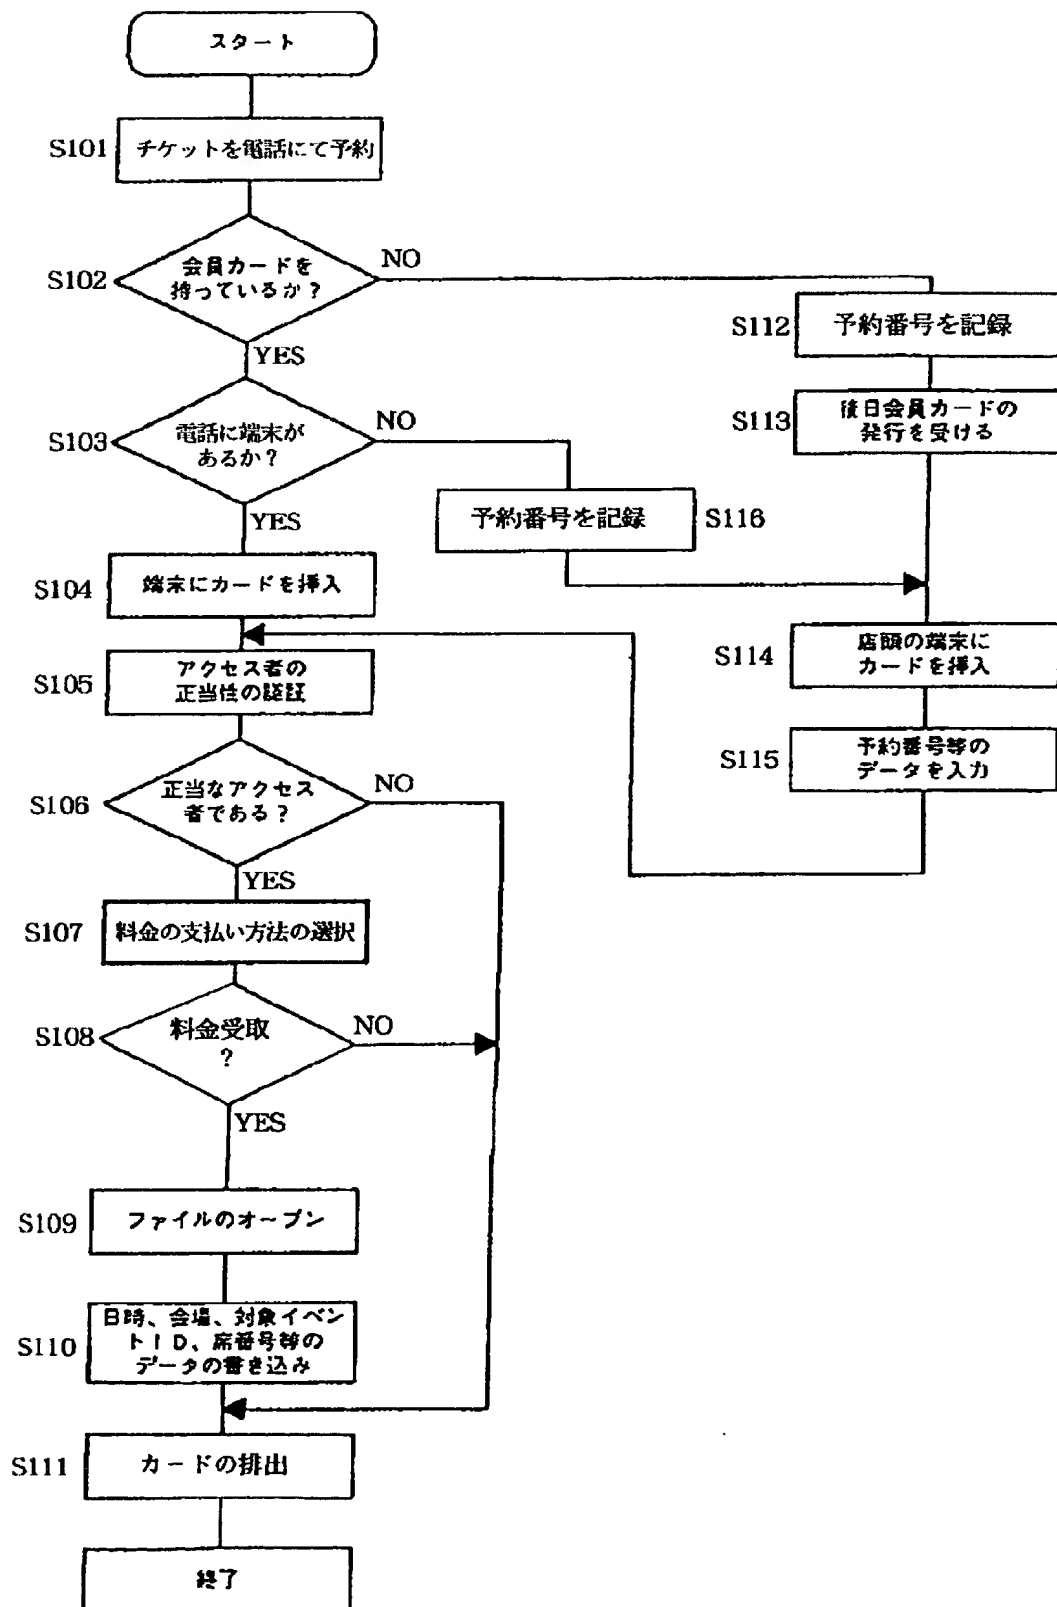 スタート
S101
チケットを電話にて予約
S102
会員カードを
持っているか?
NO
YES
S112
予約番号を記録
S113
後日会員カードの
発行を受ける
S103
電話に端末が
あるか?
NO
YES
予約番号を記録
S116
S104
端末にカードを挿入
S114
店頭の端末に
カードを挿入
S105
アクセス者の
正当性の認証
S115
予約番号等の
データを入力
S106
正当なアクセス
者である?
NO
YES
S107
料金の支払い方法の選択
S108
料金受取
?
NO
YES
S109
ファイルのオープン
S110
日時、会場、対象イベン
トID、席番号等の
データの書き込み
S111
カードの排出
終了